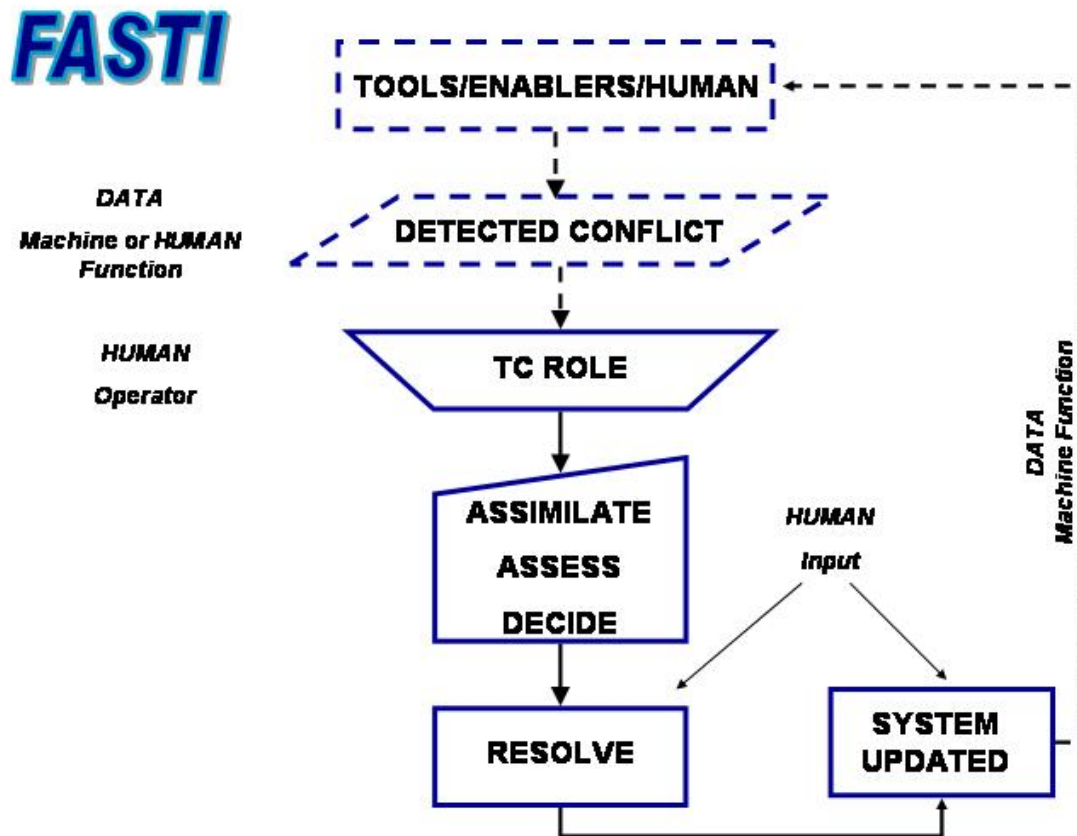 FASTI
TOOLS/ENABLERS/HUMAN
DATA
Machine or HUMAN
Function
DETECTED CONFLICT
HUMAN
Operator
TC ROLE
ASSIMILATE
ASSESS
DECIDE
HUMAN
Input
DATA
Machine Function
RESOLVE
SYSTEM
UPDATED